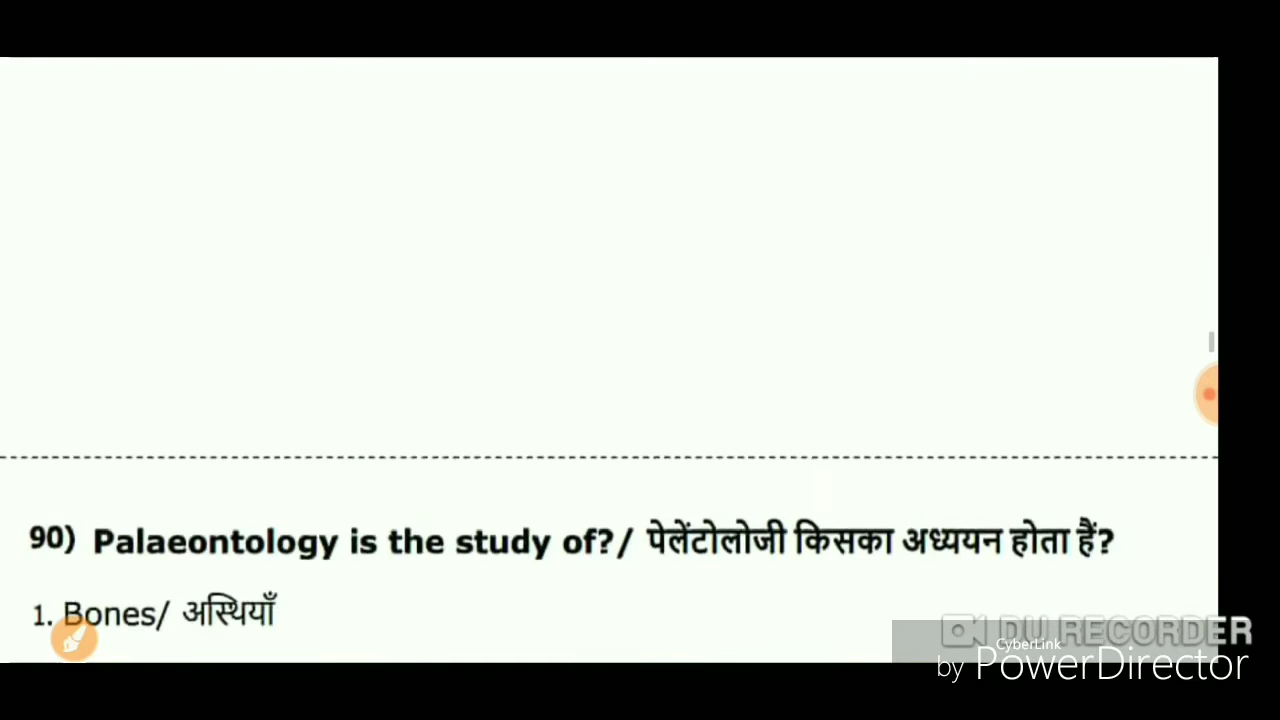 90) Palaeontology is the study of?/ पेलेंटोलोजी किसका अध्ययन होता हैं?
1. Bones/ अस्थियाँ
DU RECORDER
CyberLink
by PowerDirector